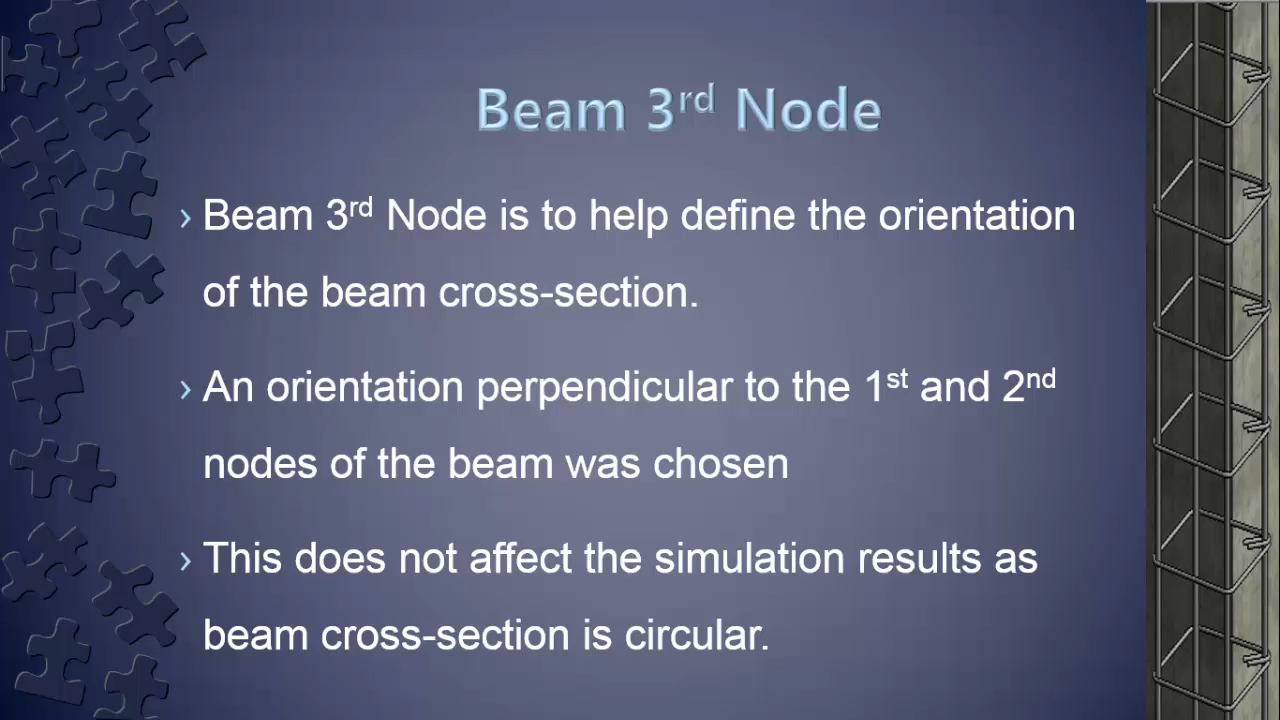 Beam 3rd Node
› Beam 3rd Node is to help define the orientation
of the beam cross-section.
› An orientation perpendicular to the 1st and 2nd
nodes of the beam was chosen
› This does not affect the simulation results as
beam cross-section is circular.